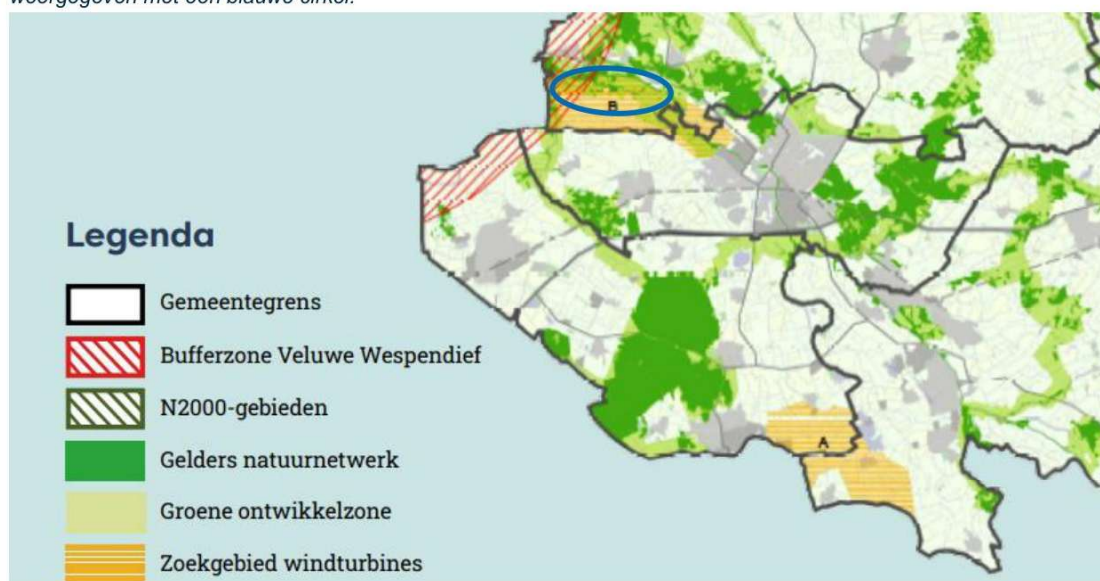 weergegeven met een blauwe cirkel.
B
Legenda
Gemeentegrens
Bufferzone Veluwe Wespendief
N2000-gebieden
Gelders natuurnetwerk
A
Groene ontwikkelzone
Zoekgebied windturbines